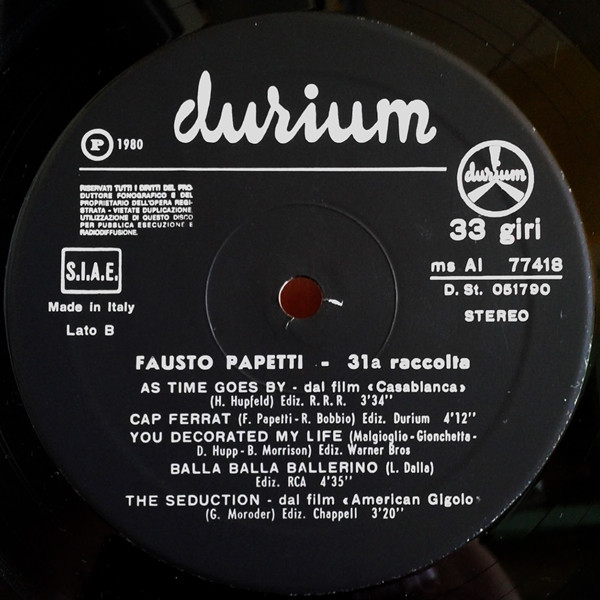 durium
P 1980
RISERVATI TUTTI I DIRITTI DEL PRO-
DUTTORE FONOGRAFICO E DEL
PROPRIETARIO DELL'OPERA REGI-
STRATA - VIETATE DUPLICAZIONE
UTILIZZAZIONE DI QUESTO DISCO
PER PUBBLICA ESECUZIONE E
RADIODIFFUSIONE.
durium
33 giri
S.I.A.E.
ms AI 77418
D. St. 051790
Made in Italy
STEREO
Lato B
FAUSTO PAPETTI - 31a raccolta
AS TIME GOES BY - dal film «Casablanca»
(H. Hupfeld) Ediz. R.R.R. 3'34"
CAP FERRAT (F. Papetti - R. Bobbio) Ediz. Durium 4'12"
YOU DECORATED MY LIFE (Malgioglio - Gionchetta -
D. Hupp - B. Morrison) Ediz. Warner Bros
BALLA BALLA BALLERINO (L. Dalla)
Ediz. RCA 4'35"
THE SEDUCTION - dal film «American Gigolo»
(G. Moroder) Ediz. Chappell 3'20"